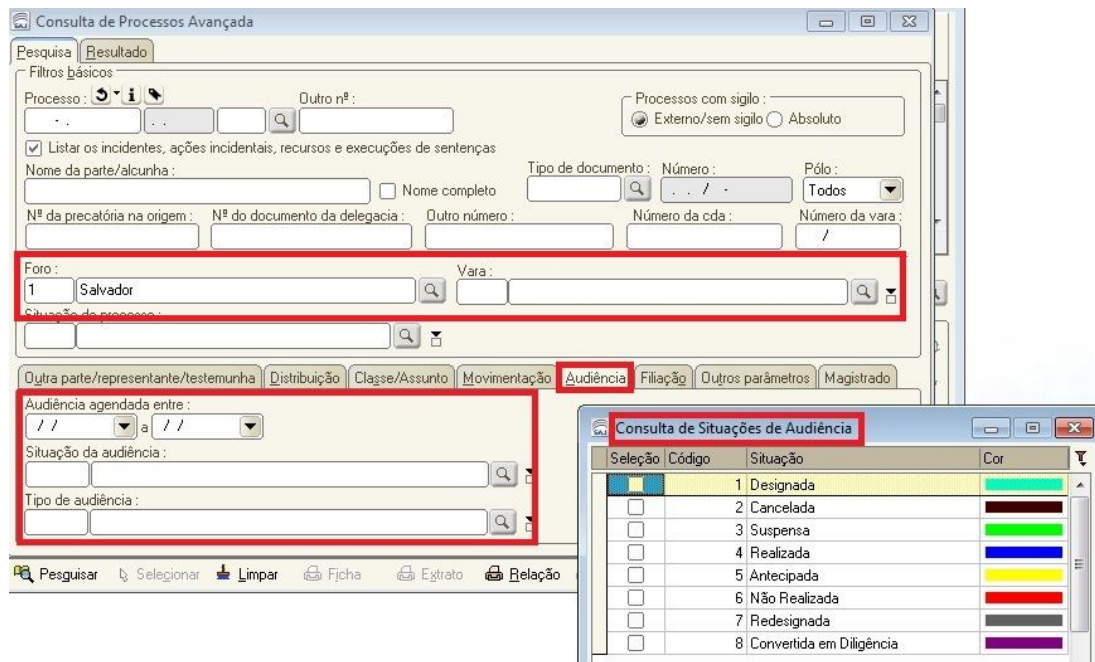 Consulta de Processos Avançada
Pesquisa Resultado
Filtros básicos
Processo : Outro nº : Processos com sigilo :
Externo/sem sigilo Absoluto
Listar os incidentes, ações incidentais, recursos e execuções de sentenças
Nome da parte/alcunha : Tipo de documento : Número : Pólo :
Nome completo . . / - Todos
Nº da precatória na origem : Nº do documento da delegacia : Outro número : Número da cda : Número da vara :
/
Foro : Vara :
1 Salvador
Situação do processo :
Outra parte/representante/testemunha Distribuição Classe/Assunto Movimentação Audiência Filiação Outros parâmetros Magistrado
Audiência agendada entre :
/ / a / /
Situação da audiência :
Tipo de audiência :
Pesquisar Selecionar Limpar Ficha Extrato Relação
Consulta de Situações de Audiência
Seleção Código Situação Cor
1 Designada
2 Cancelada
3 Suspensa
4 Realizada
5 Antecipada
6 Não Realizada
7 Redesignada
8 Convertida em Diligência